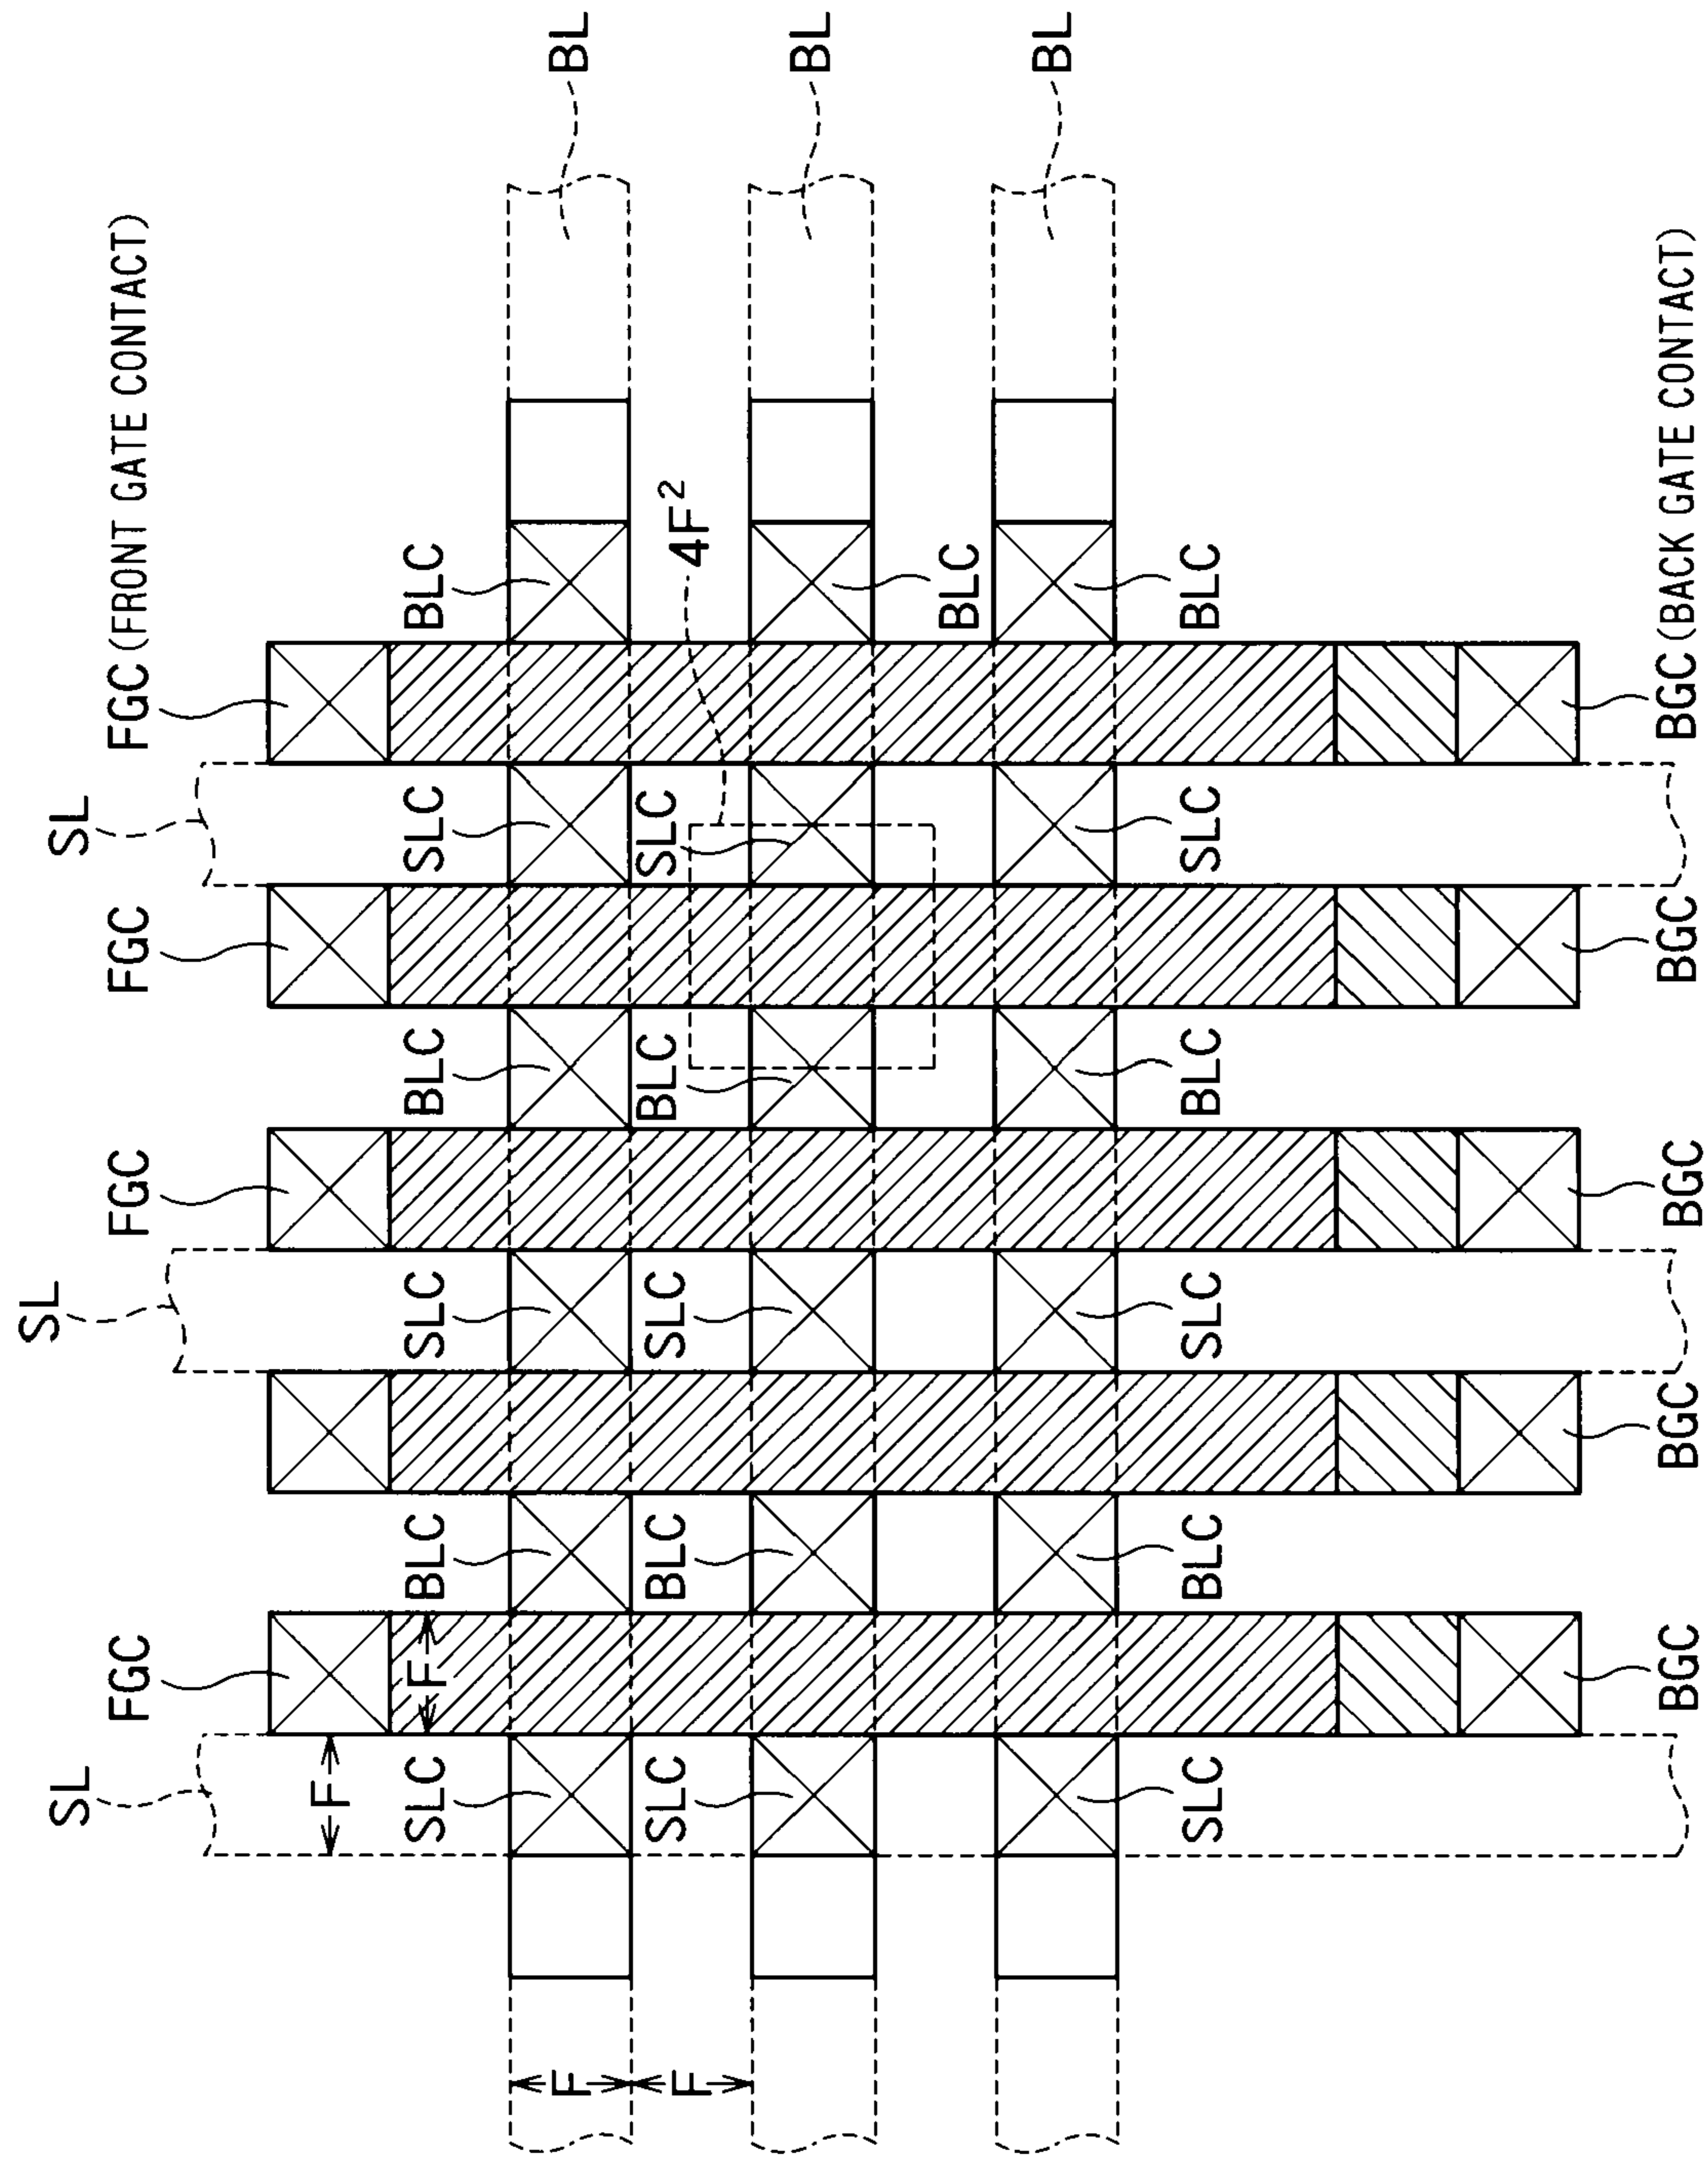 SL
SL
SL
FGC
FGC
FGC
FGC (FRONT GATE CONTACT)
F
SLC
F
BLC
SLC
BLC
SLC
BLC
F
BL
F
SLC
BLC
SLC
BLC
SLC
4F²
BL
BLC
BL
SLC
BLC
SLC
BLC
SLC
BLC
BGC
BGC
BGC
BGC
BGC (BACK GATE CONTACT)